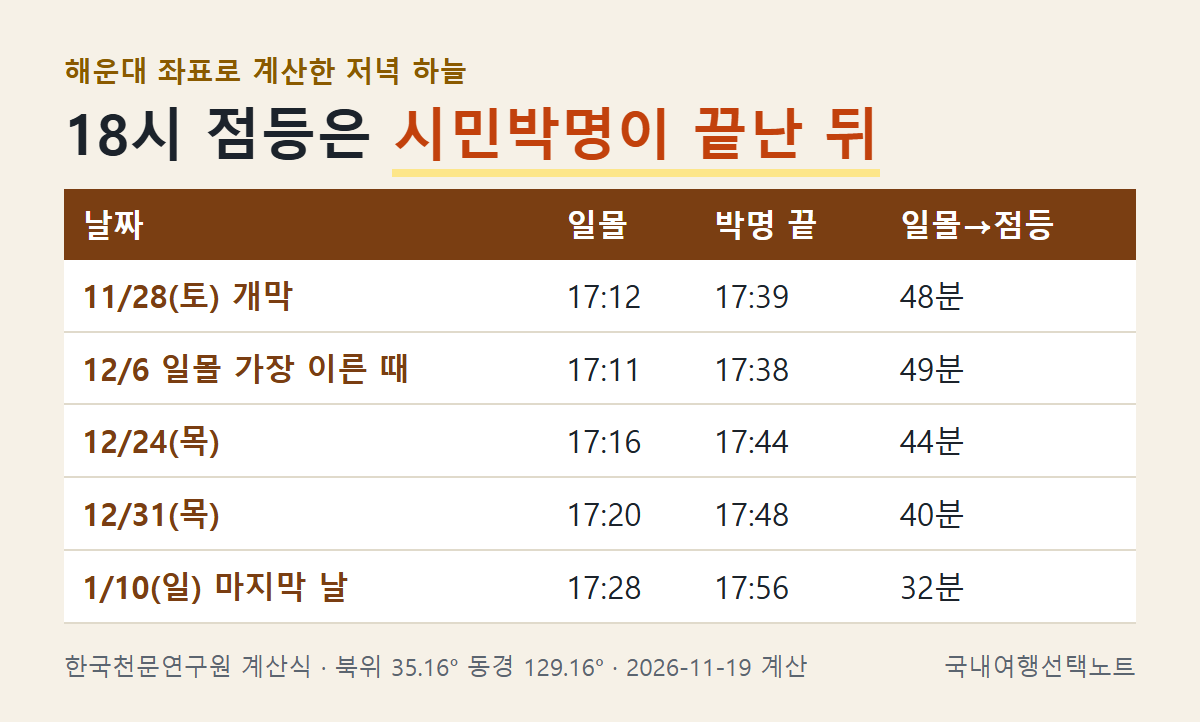 해운대 좌표로 계산한 저녁 하늘
18시 점등은 시민박명이 끝난 뒤
날짜 일몰 박명 끝 일몰→점등
11/28(토) 개막 17:12 17:39 48분
12/6 일몰 가장 이른 때 17:11 17:38 49분
12/24(목) 17:16 17:44 44분
12/31(목) 17:20 17:48 40분
1/10(일) 마지막 날 17:28 17:56 32분
한국천문연구원 계산식 · 북위 35.16° 동경 129.16° · 2026-11-19 계산 국내여행선택노트